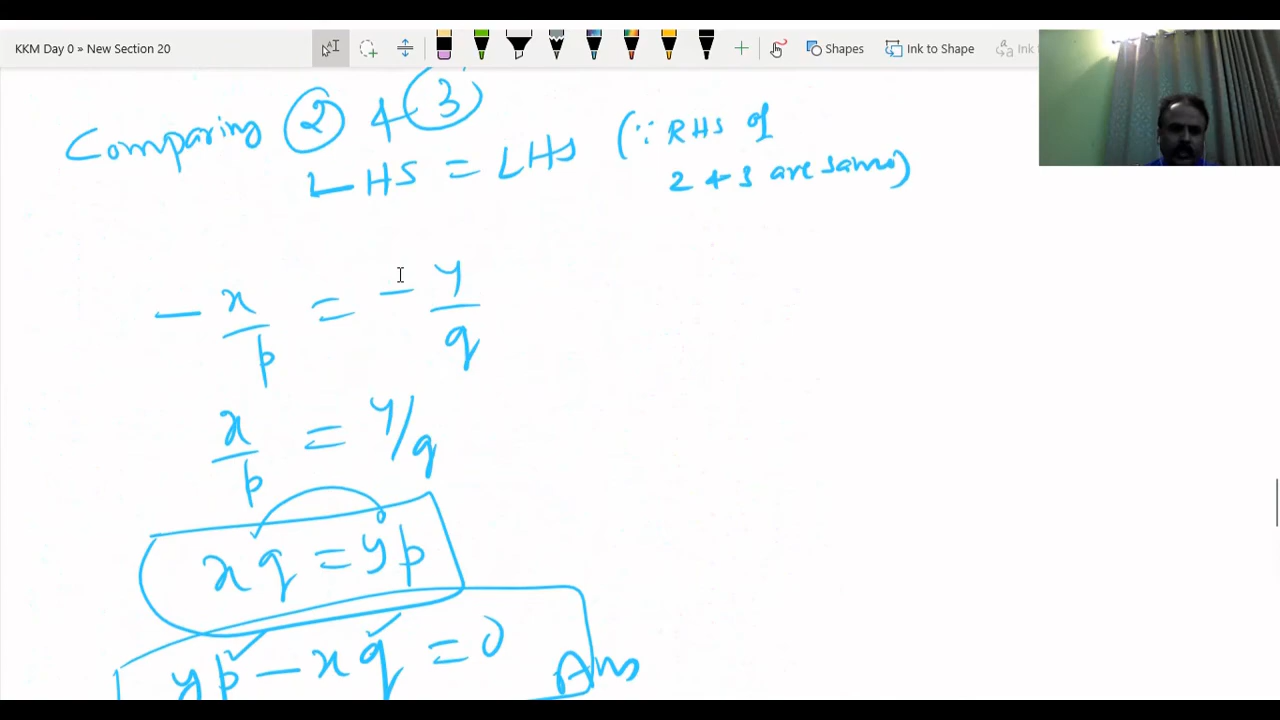 KKM Day 0 » New Section 20
Shapes
Ink to Shape
Ink
Comparing ② & ③
LHS = LHS (∵ RHS of
2 & 3 are same)
- x/p = - y/q
x/p = y/q
xq = yp
yp - xq = 0
Ans